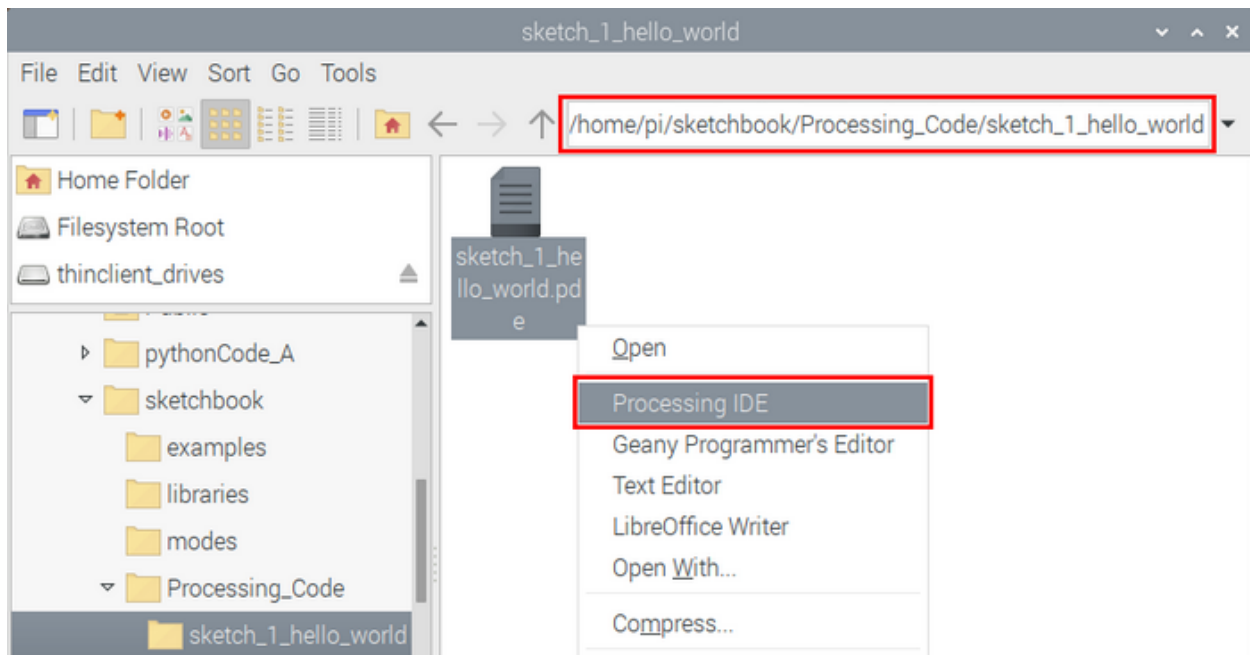 sketch_1_hello_world
File Edit View Sort Go Tools
/home/pi/sketchbook/Processing_Code/sketch_1_hello_world
Home Folder
Filesystem Root
thinclient_drives
pythonCode_A
sketchbook
examples
libraries
modes
Processing_Code
sketch_1_hello_world
sketch_1_he
llo_world.pd
e
Open
Processing IDE
Geany Programmer's Editor
Text Editor
LibreOffice Writer
Open With...
Compress...